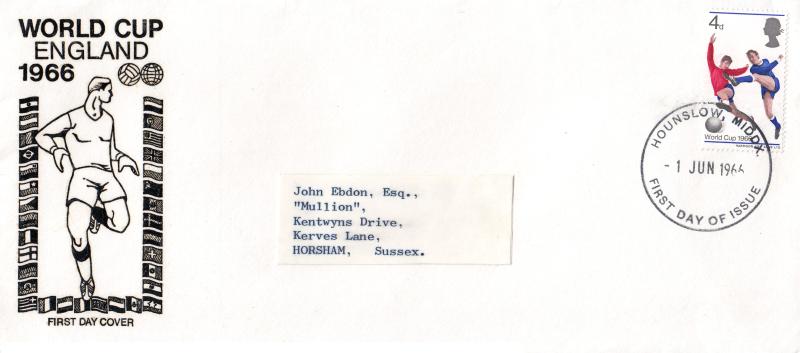 WORLD CUP
ENGLAND
1966
FIRST DAY COVER
4d
World Cup 1966
HOUNSLOW, MIDDX.
- 1 JUN 1966
FIRST DAY OF ISSUE
John Ebdon, Esq.,
"Mullion",
Kentwyns Drive,
Kerves Lane,
HORSHAM, Sussex.